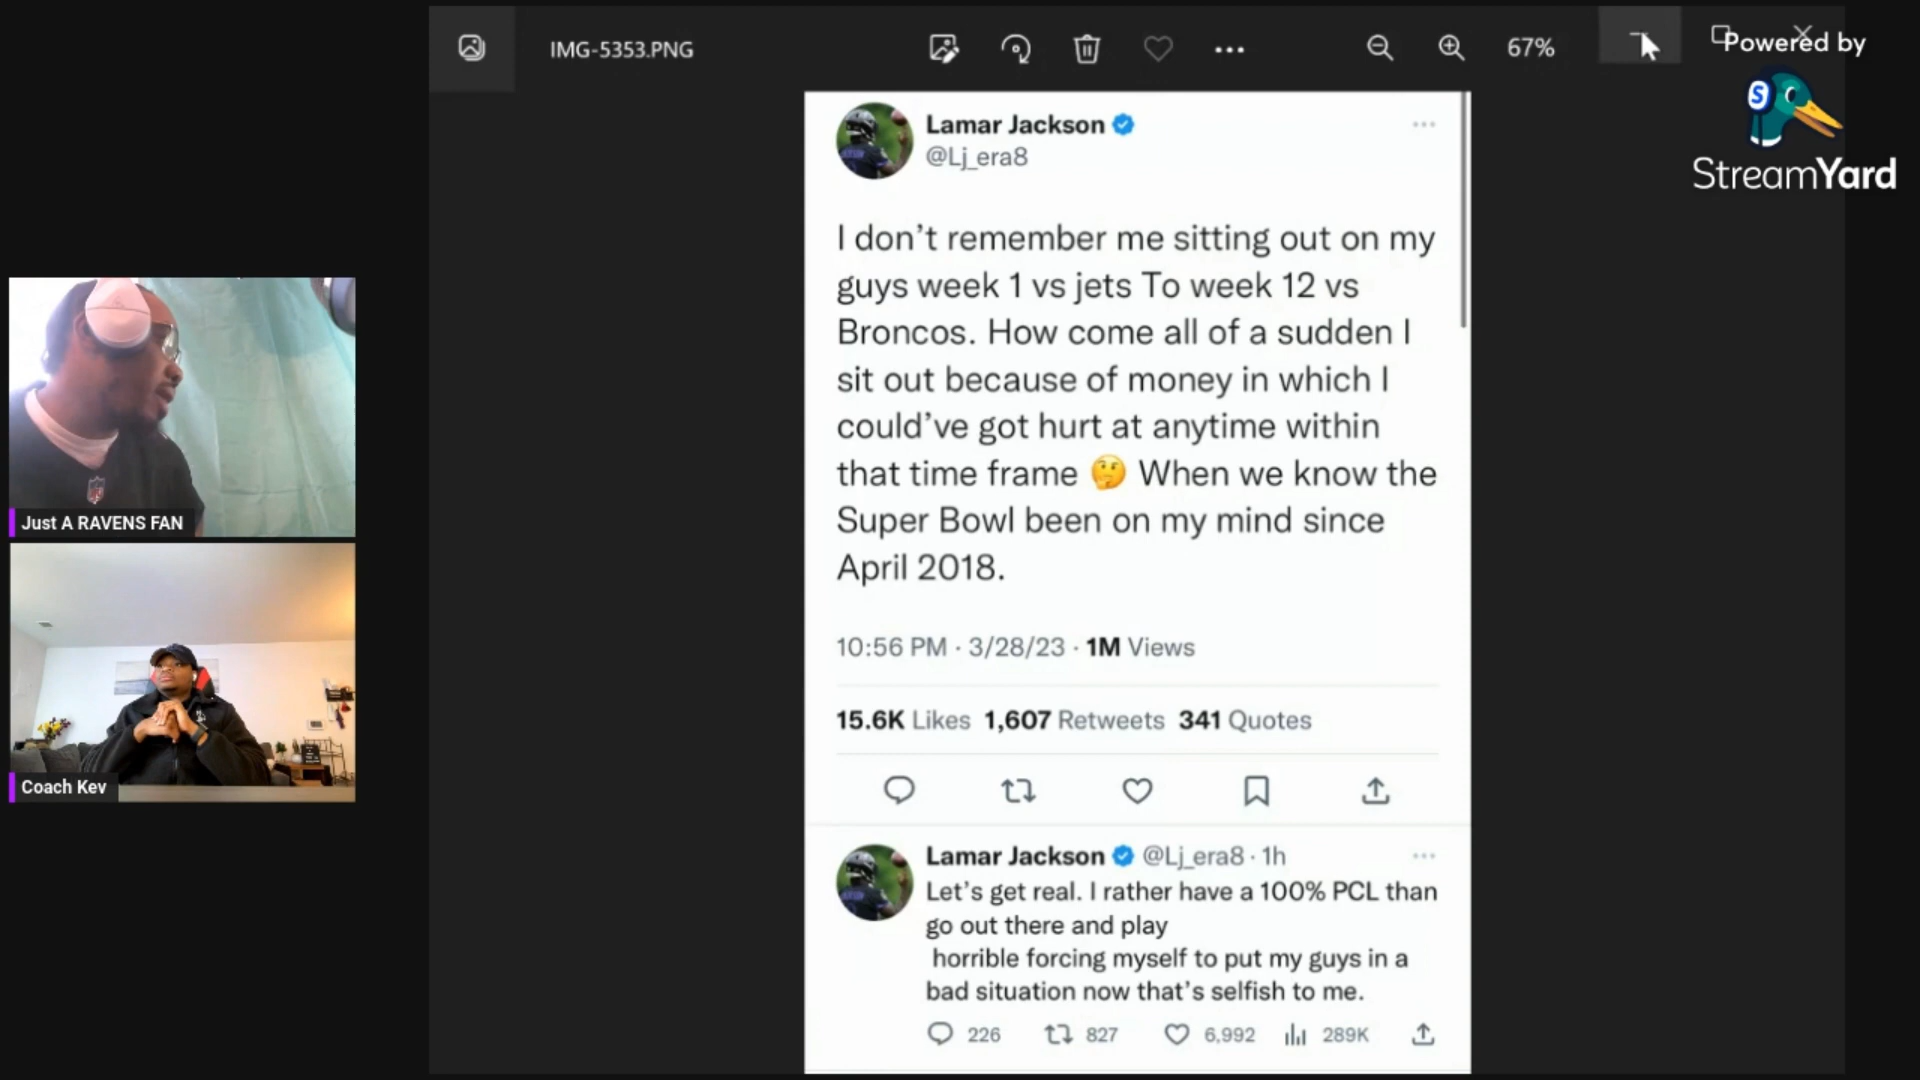 IMG-5353.PNG
67%
Powered by
StreamYard
Lamar Jackson
@Lj_era8
I don't remember me sitting out on my
guys week 1 vs jets To week 12 vs
Broncos. How come all of a sudden I
sit out because of money in which I
could've got hurt at anytime within
that time frame 🤔 When we know the
Super Bowl been on my mind since
April 2018.
10:56 PM · 3/28/23 · 1M Views
15.6K Likes 1,607 Retweets 341 Quotes
Lamar Jackson @Lj_era8 · 1h
Let's get real. I rather have a 100% PCL than
go out there and play
horrible forcing myself to put my guys in a
bad situation now that's selfish to me.
226 827 6,992 289K
Just A RAVENS FAN
Coach Kev